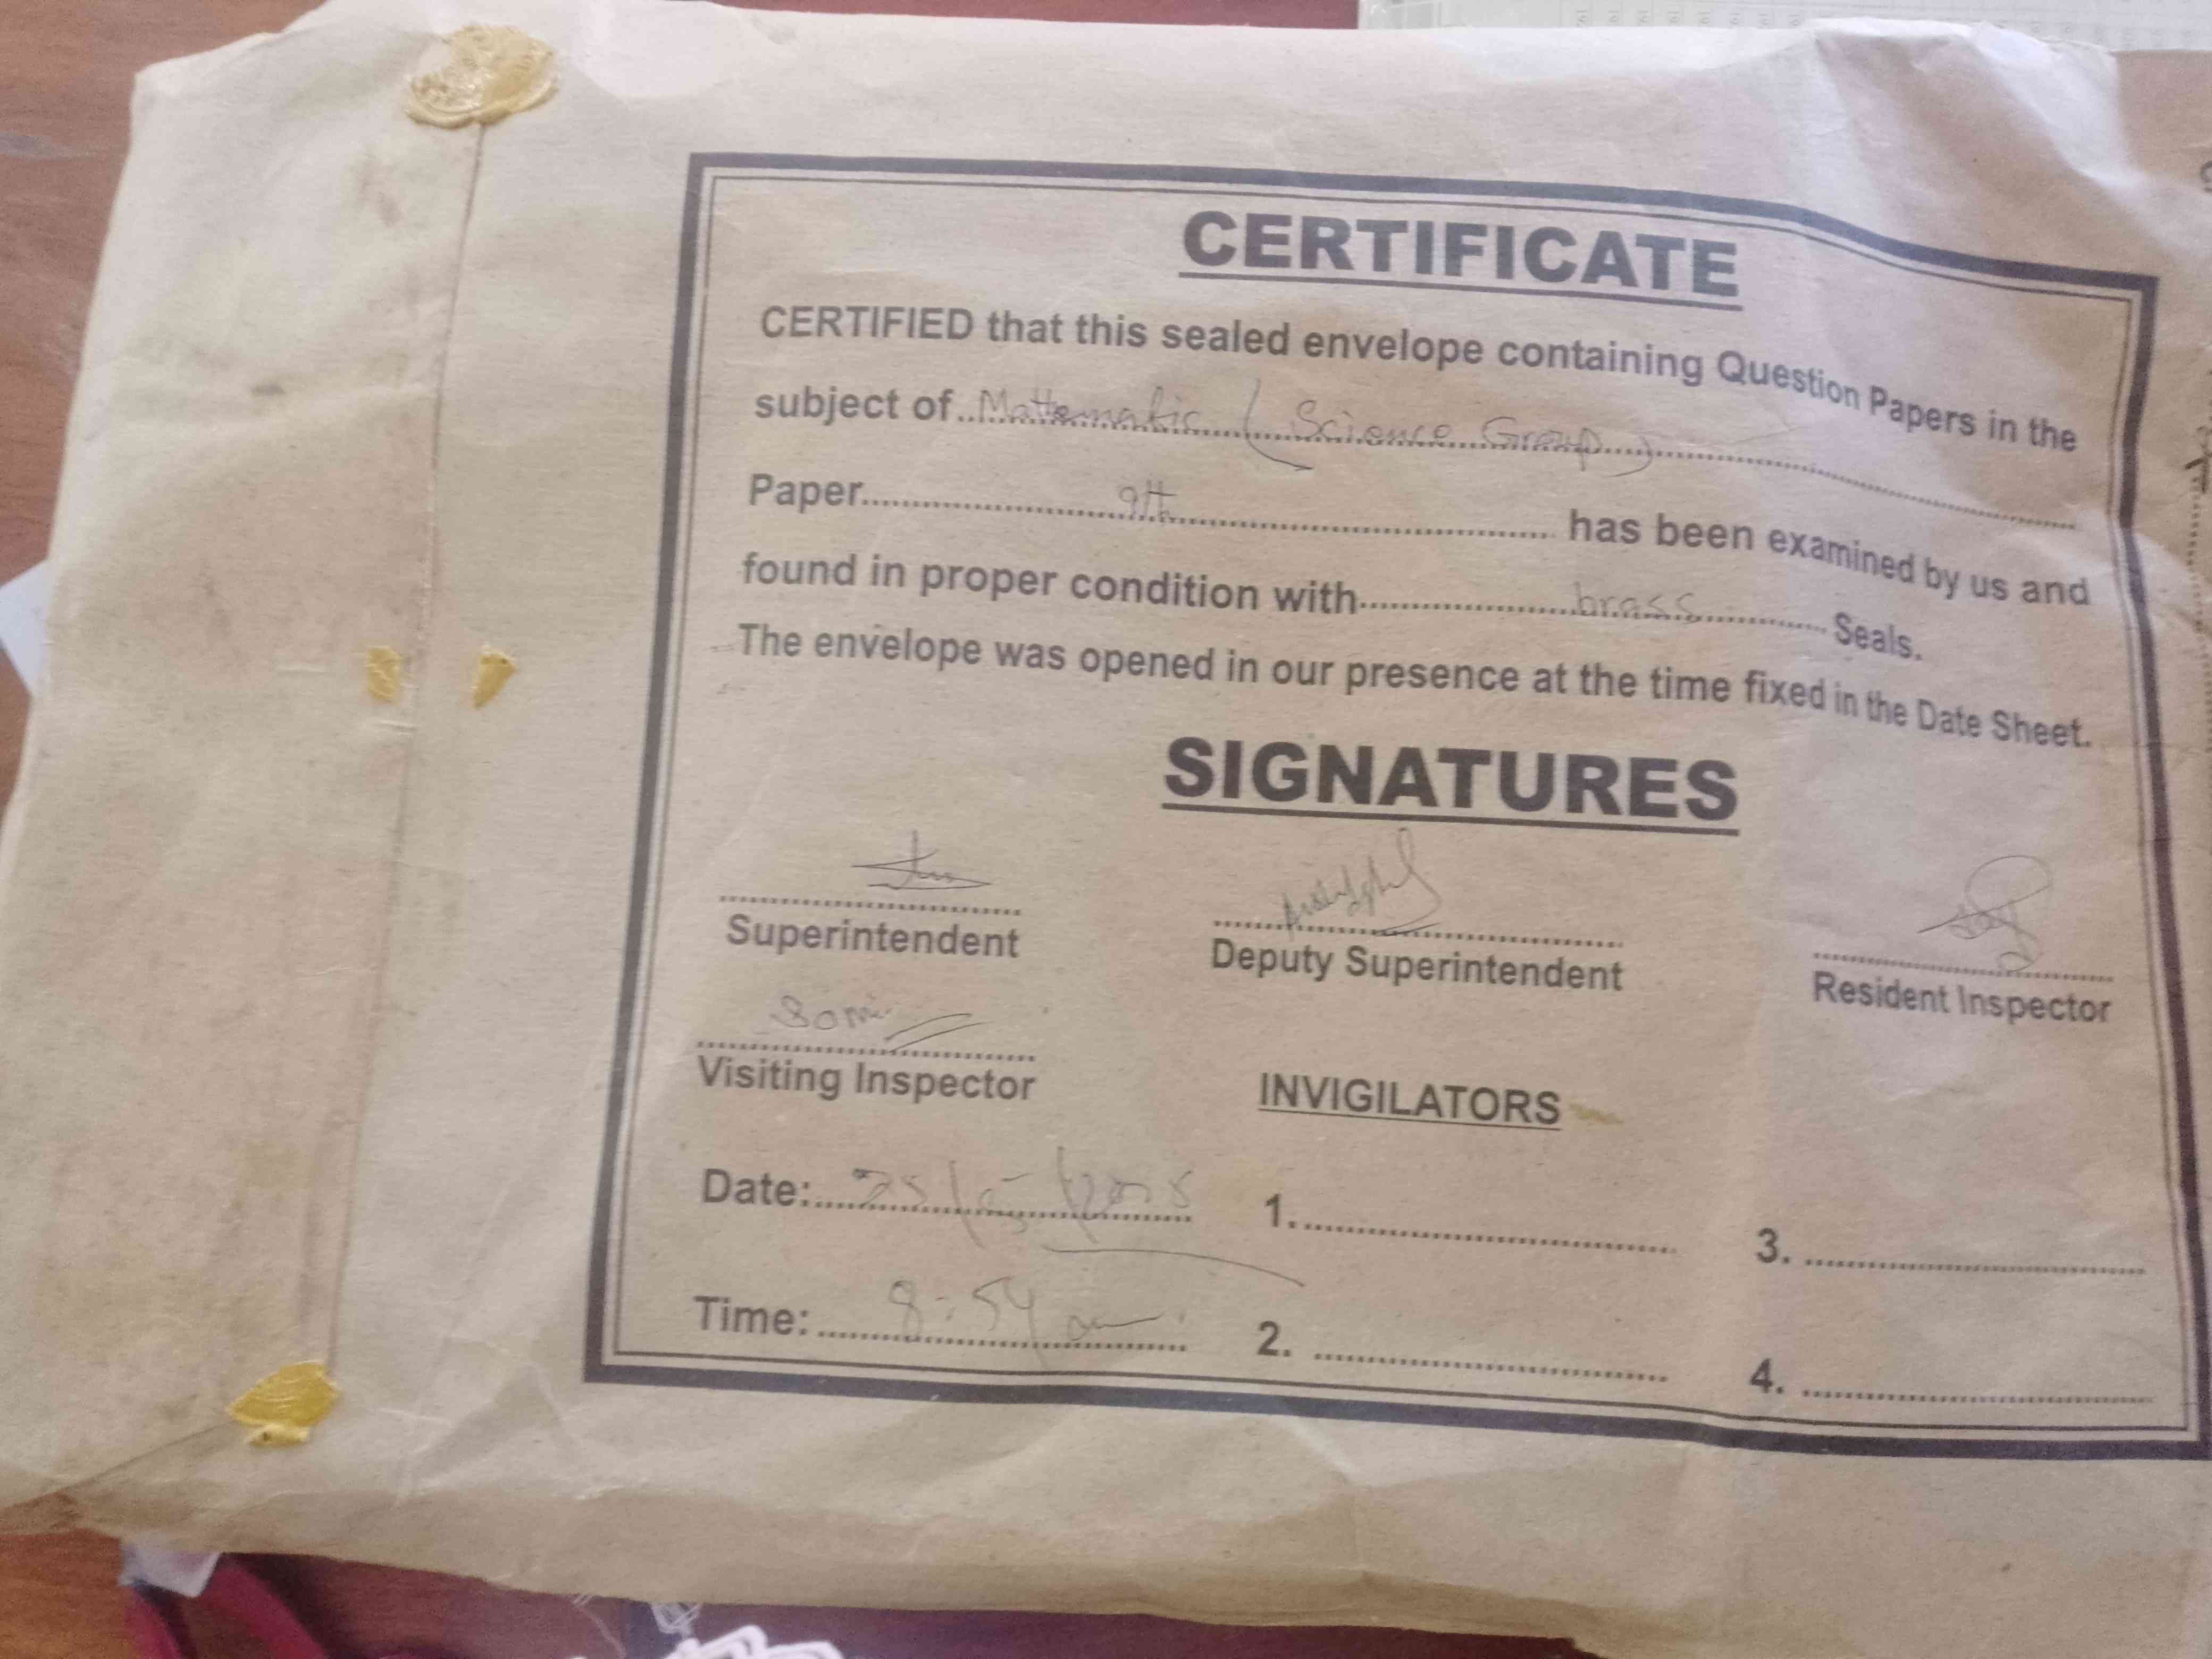 CERTIFICATE
CERTIFIED that this sealed envelope containing Question Papers in the
subject of Mathematic (Science Group)
Paper 9th has been examined by us and
found in proper condition with brass Seals.
The envelope was opened in our presence at the time fixed in the Date Sheet.
SIGNATURES
Superintendent
Deputy Superintendent
Resident Inspector
Visiting Inspector
INVIGILATORS
Date:
1.
3.
Time: 8:54 am
2.
4.